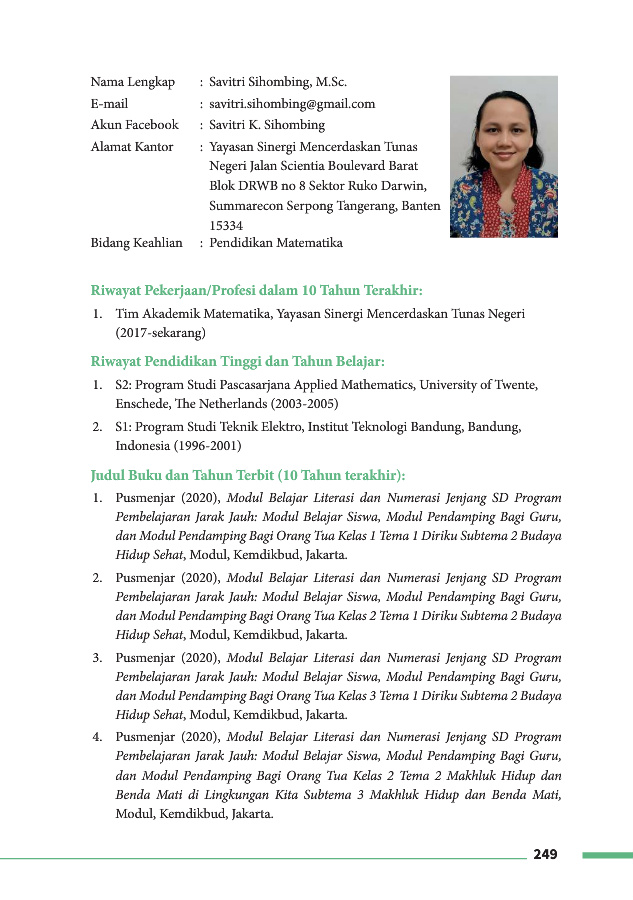 Nama Lengkap : Savitri Sihombing, M.Sc.
E-mail : savitri.sihombing@gmail.com
Akun Facebook : Savitri K. Sihombing
Alamat Kantor : Yayasan Sinergi Mencerdaskan Tunas
Negeri Jalan Scientia Boulevard Barat
Blok DRWB no 8 Sektor Ruko Darwin,
Summarecon Serpong Tangerang, Banten
15334
Bidang Keahlian : Pendidikan Matematika
Riwayat Pekerjaan/Profesi dalam 10 Tahun Terakhir:
1. Tim Akademik Matematika, Yayasan Sinergi Mencerdaskan Tunas Negeri
(2017-sekarang)
Riwayat Pendidikan Tinggi dan Tahun Belajar:
1. S2: Program Studi Pascasarjana Applied Mathematics, University of Twente,
Enschede, The Netherlands (2003-2005)
2. S1: Program Studi Teknik Elektro, Institut Teknologi Bandung, Bandung,
Indonesia (1996-2001)
Judul Buku dan Tahun Terbit (10 Tahun terakhir):
1. Pusmenjar (2020), Modul Belajar Literasi dan Numerasi Jenjang SD Program
Pembelajaran Jarak Jauh: Modul Belajar Siswa, Modul Pendamping Bagi Guru,
dan Modul Pendamping Bagi Orang Tua Kelas 1 Tema 1 Diriku Subtema 2 Budaya
Hidup Sehat, Modul, Kemdikbud, Jakarta.
2. Pusmenjar (2020), Modul Belajar Literasi dan Numerasi Jenjang SD Program
Pembelajaran Jarak Jauh: Modul Belajar Siswa, Modul Pendamping Bagi Guru,
dan Modul Pendamping Bagi Orang Tua Kelas 2 Tema 1 Diriku Subtema 2 Budaya
Hidup Sehat, Modul, Kemdikbud, Jakarta.
3. Pusmenjar (2020), Modul Belajar Literasi dan Numerasi Jenjang SD Program
Pembelajaran Jarak Jauh: Modul Belajar Siswa, Modul Pendamping Bagi Guru,
dan Modul Pendamping Bagi Orang Tua Kelas 3 Tema 1 Diriku Subtema 2 Budaya
Hidup Sehat, Modul, Kemdikbud, Jakarta.
4. Pusmenjar (2020), Modul Belajar Literasi dan Numerasi Jenjang SD Program
Pembelajaran Jarak Jauh: Modul Belajar Siswa, Modul Pendamping Bagi Guru,
dan Modul Pendamping Bagi Orang Tua Kelas 2 Tema 2 Makhluk Hidup dan
Benda Mati di Lingkungan Kita Subtema 3 Makhluk Hidup dan Benda Mati,
Modul, Kemdikbud, Jakarta.
249